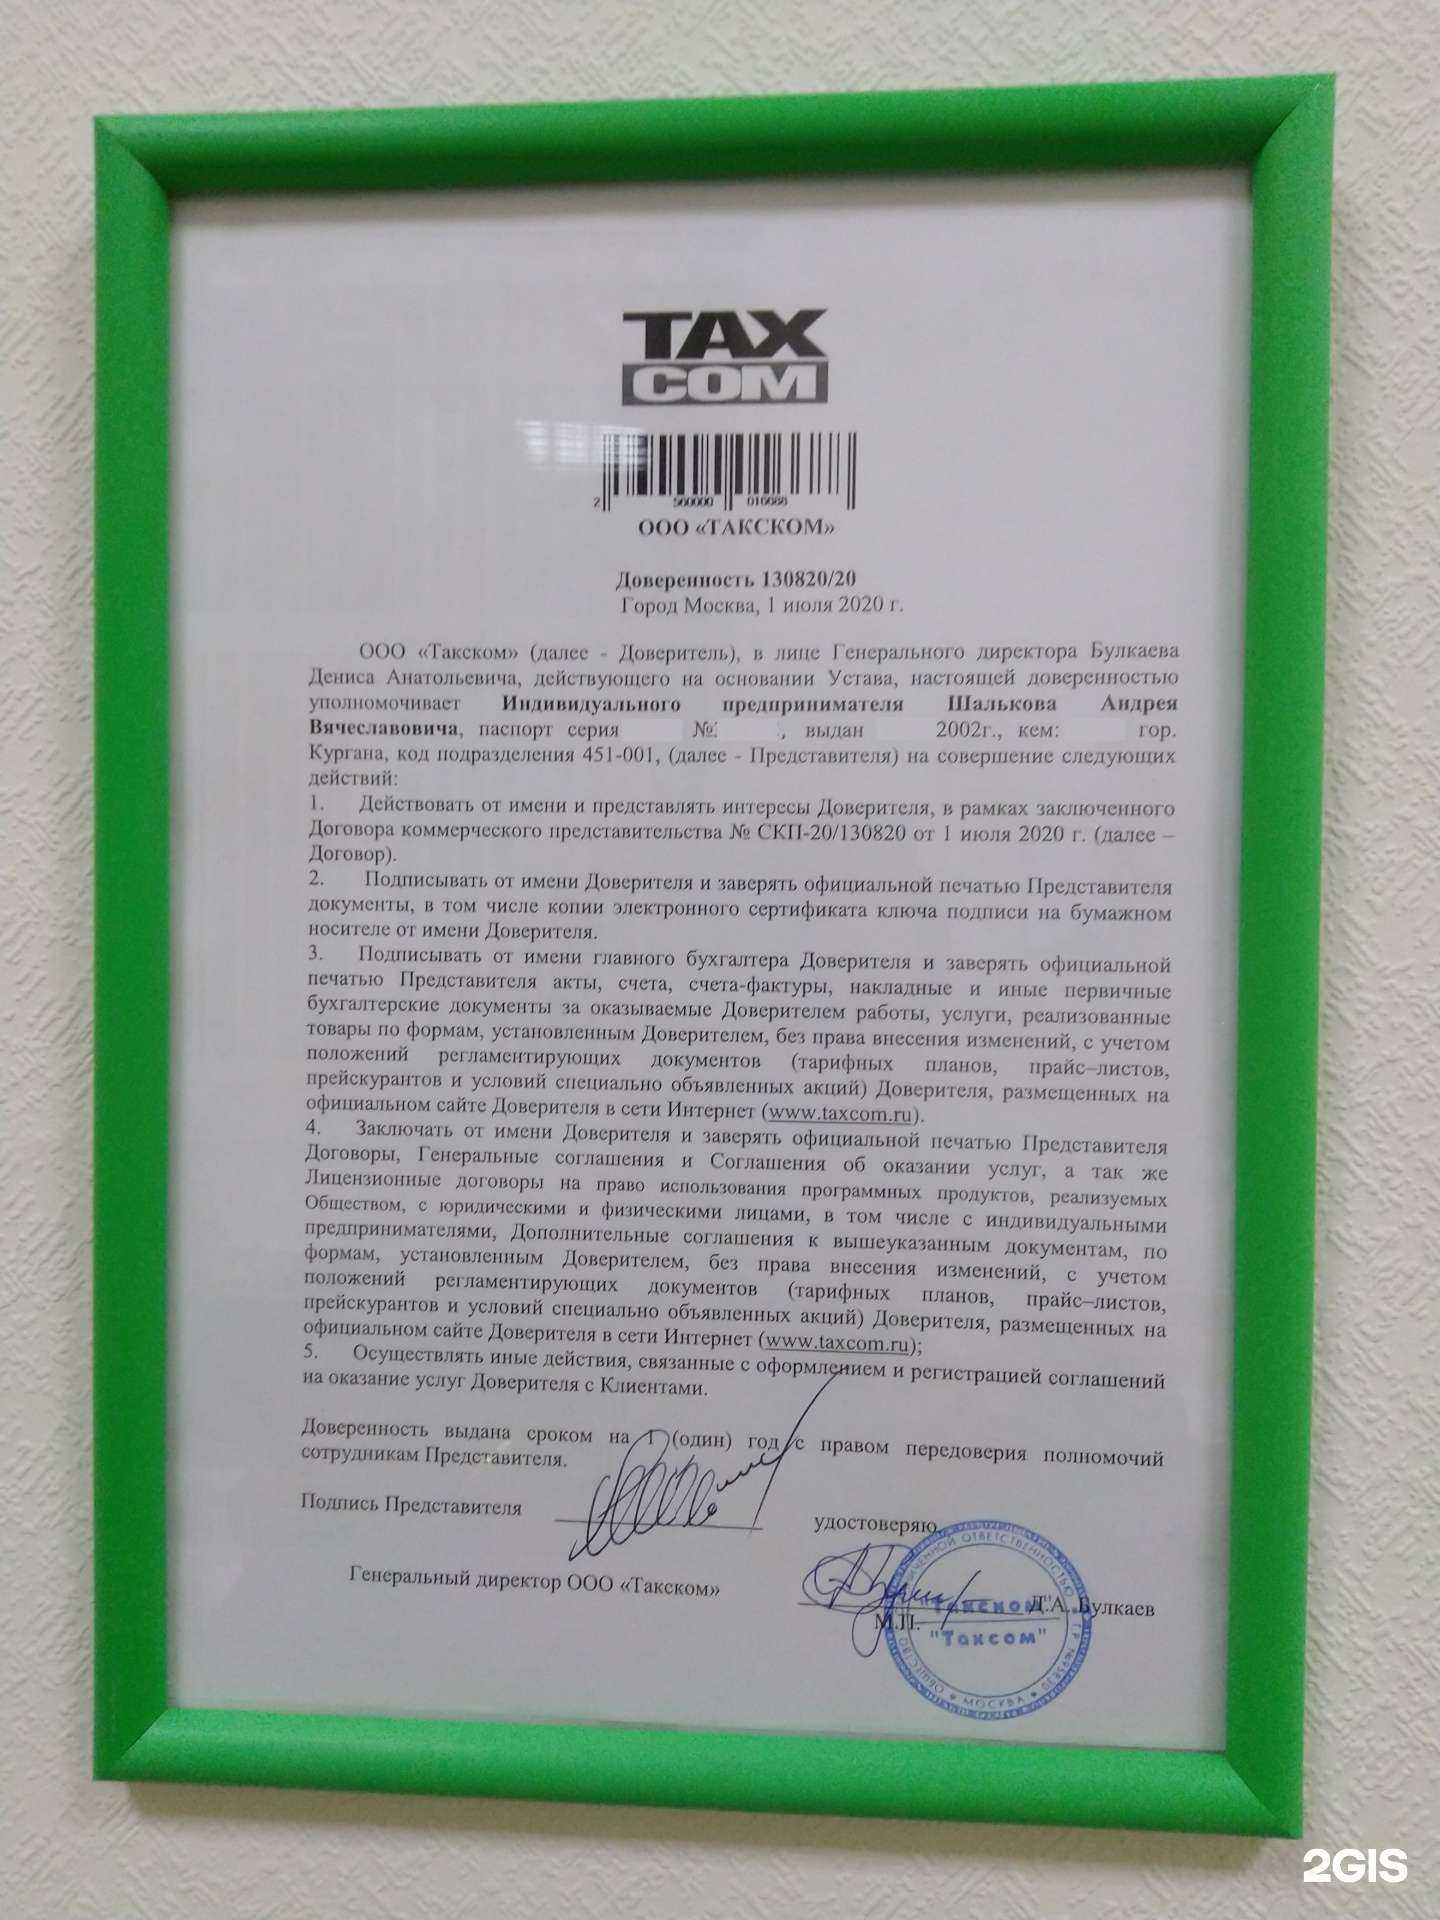 TAX
COM
2 500000 010088
ООО «ТАКСКОМ»
Доверенность 130820/20
Город Москва, 1 июля 2020 г.
ООО «Такском» (далее - Доверитель), в лице Генерального директора Булкаева
Дениса Анатольевича, действующего на основании Устава, настоящей доверенностью
уполномочивает Индивидуального предпринимателя Шалькова Андрея
Вячеславовича, паспорт серия № , выдан 2002г., кем: гор.
Кургана, код подразделения 451-001, (далее - Представителя) на совершение следующих
действий:
1. Действовать от имени и представлять интересы Доверителя, в рамках заключенного
Договора коммерческого представительства № СКП-20/130820 от 1 июля 2020 г. (далее –
Договор).
2. Подписывать от имени Доверителя и заверять официальной печатью Представителя
документы, в том числе копии электронного сертификата ключа подписи на бумажном
носителе от имени Доверителя.
3. Подписывать от имени главного бухгалтера Доверителя и заверять официальной
печатью Представителя акты, счета, счета-фактуры, накладные и иные первичные
бухгалтерские документы за оказываемые Доверителем работы, услуги, реализованные
товары по формам, установленным Доверителем, без права внесения изменений, с учетом
положений регламентирующих документов (тарифных планов, прайс–листов,
прейскурантов и условий специально объявленных акций) Доверителя, размещенных на
официальном сайте Доверителя в сети Интернет (www.taxcom.ru).
4. Заключать от имени Доверителя и заверять официальной печатью Представителя
Договоры, Генеральные соглашения и Соглашения об оказании услуг, а так же
Лицензионные договоры на право использования программных продуктов, реализуемых
Обществом, с юридическими и физическими лицами, в том числе с индивидуальными
предпринимателями, Дополнительные соглашения к вышеуказанным документам, по
формам, установленным Доверителем, без права внесения изменений, с учетом
положений регламентирующих документов (тарифных планов, прайс–листов,
прейскурантов и условий специально объявленных акций) Доверителя, размещенных на
официальном сайте Доверителя в сети Интернет (www.taxcom.ru);
5. Осуществлять иные действия, связанные с оформлением и регистрацией соглашений
на оказание услуг Доверителя с Клиентами.
Доверенность выдана сроком на 1 (один) год с правом передоверия полномочий
сотрудникам Представителя.
Подпись Представителя удостоверяю.
Генеральный директор ООО «Такском» Д.А. Булкаев
М.П.
"Такском"
"Таксом"
МОСКВА
2GIS